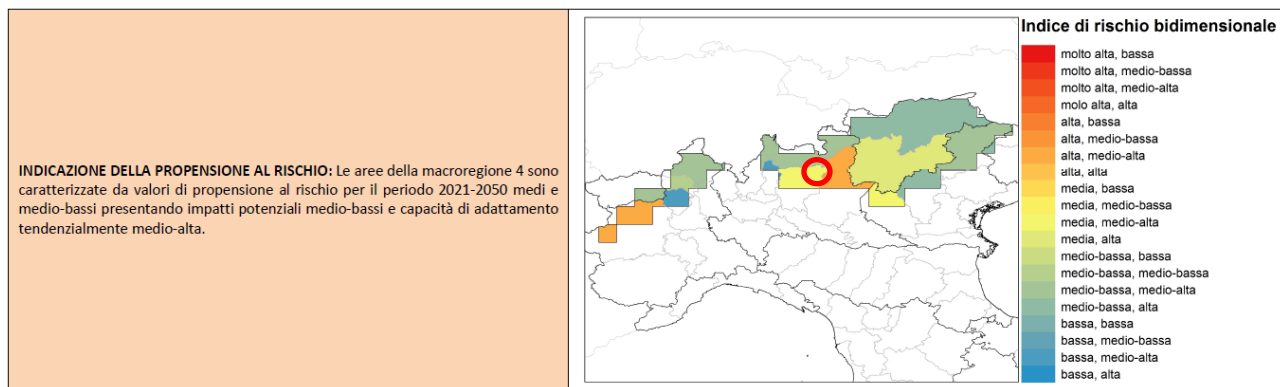 INDICAZIONE DELLA PROPENSIONE AL RISCHIO: Le aree della macroregione 4 sono
caratterizzate da valori di propensione al rischio per il periodo 2021-2050 medi e
medio-bassi presentando impatti potenziali medio-bassi e capacità di adattamento
tendenzialmente medio-alta.
Indice di rischio bidimensionale
molto alta, bassa
molto alta, medio-bassa
molto alta, medio-alta
molo alta, alta
alta, bassa
alta, medio-bassa
alta, medio-alta
alta, alta
media, bassa
media, medio-bassa
media, medio-alta
media, alta
medio-bassa, bassa
medio-bassa, medio-bassa
medio-bassa, medio-alta
medio-bassa, alta
bassa, bassa
bassa, medio-bassa
bassa, medio-alta
bassa, alta